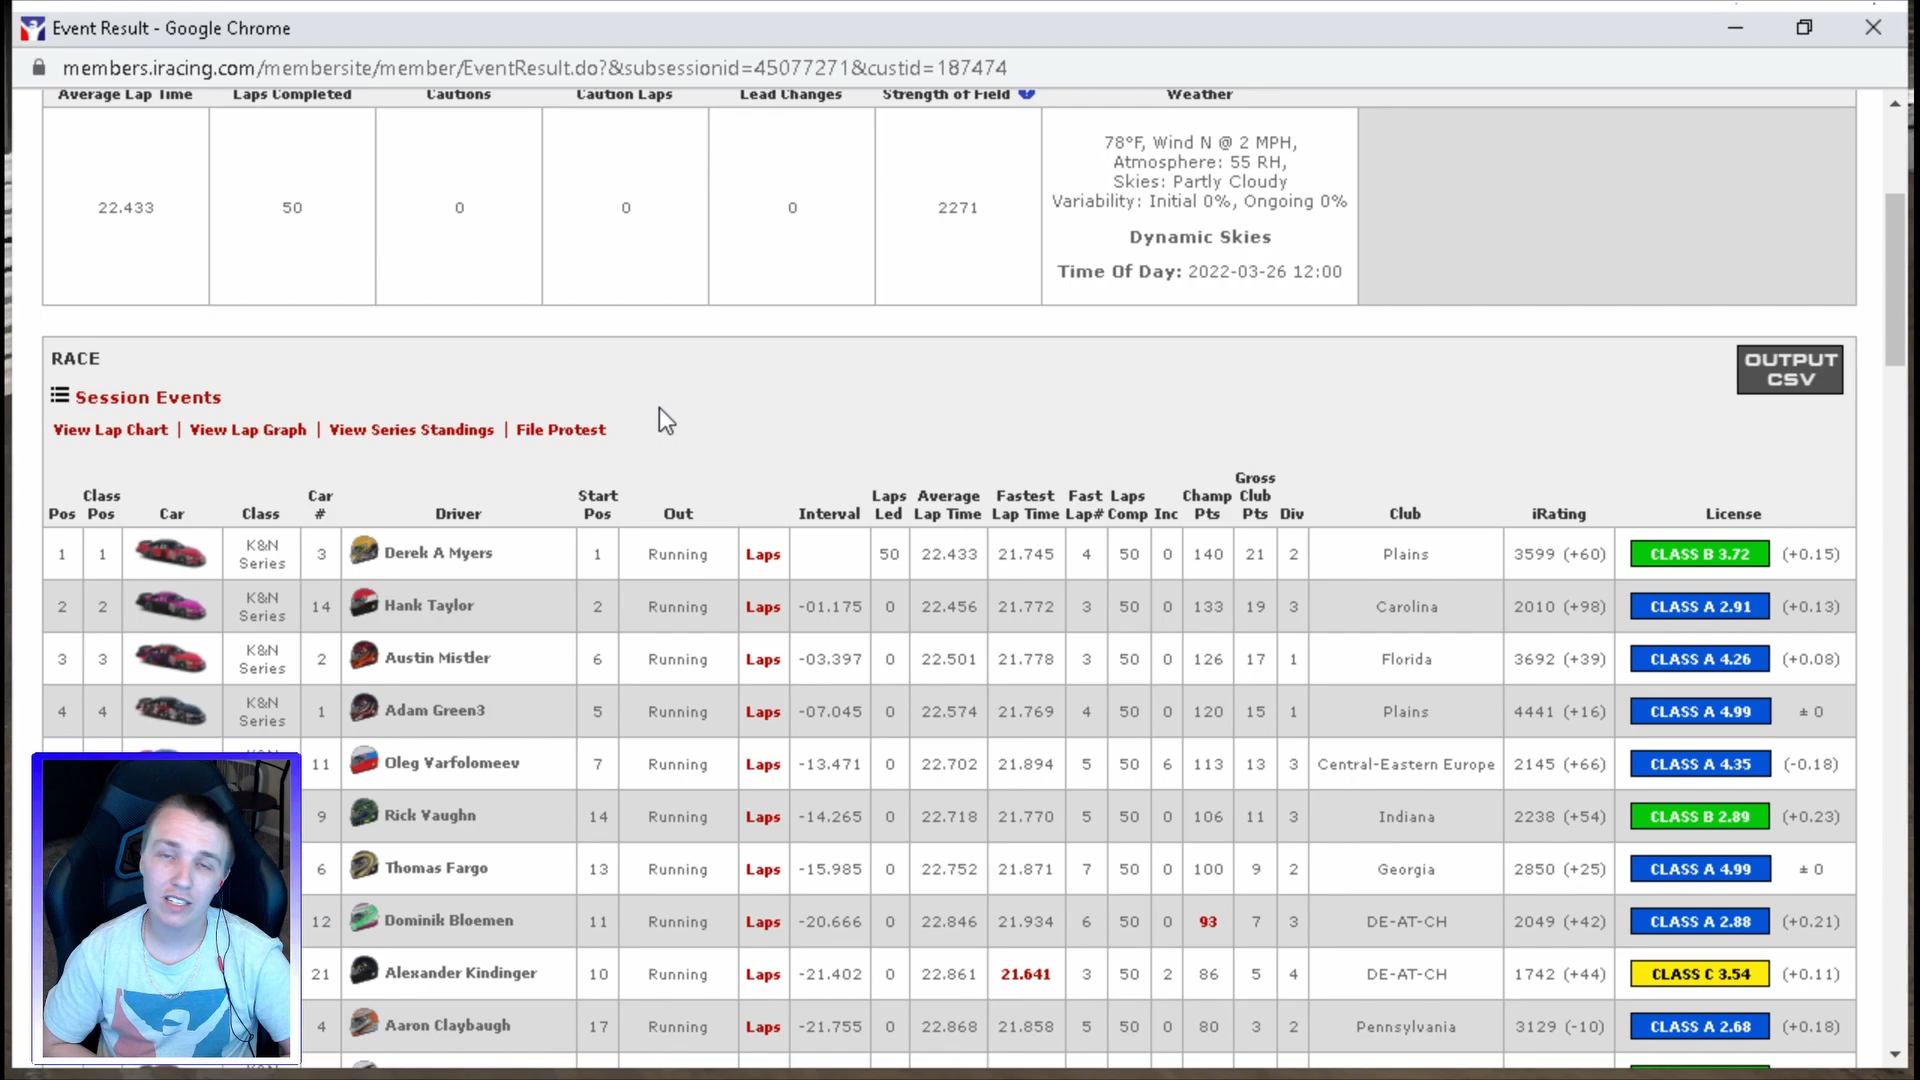 Event Result - Google Chrome
members.iracing.com/membersite/member/EventResult.do?&subsessionid=45077271&custid=187474
Average Lap Time Laps Completed Cautions Caution Laps Lead Changes Strength of Field Weather
22.433 50 0 0 0 2271
78°F, Wind N @ 2 MPH,
Atmosphere: 55 RH,
Skies: Partly Cloudy
Variability: Initial 0%, Ongoing 0%
Dynamic Skies
Time Of Day: 2022-03-26 12:00
RACE
OUTPUT
CSV
Session Events
View Lap Chart | View Lap Graph | View Series Standings | File Protest
Pos Class Pos Car Class Car # Driver Start Pos Out Interval Laps Led Average Lap Time Fastest Lap Time Fast Lap# Laps Comp Inc Champ Pts Gross Club Pts Div Club iRating License
1 1 K&N Series 3 Derek A Myers 1 Running Laps 50 22.433 21.745 4 50 0 140 21 2 Plains 3599 (+60) CLASS B 3.72 (+0.15)
2 2 K&N Series 14 Hank Taylor 2 Running Laps -01.175 0 22.456 21.772 3 50 0 133 19 3 Carolina 2010 (+98) CLASS A 2.91 (+0.13)
3 3 K&N Series 2 Austin Mistler 6 Running Laps -03.397 0 22.501 21.778 3 50 0 126 17 1 Florida 3692 (+39) CLASS A 4.26 (+0.08)
4 4 K&N Series 1 Adam Green3 5 Running Laps -07.045 0 22.574 21.769 4 50 0 120 15 1 Plains 4441 (+16) CLASS A 4.99 ± 0
11 Oleg Varfolomeev 7 Running Laps -13.471 0 22.702 21.894 5 50 6 113 13 3 Central-Eastern Europe 2145 (+66) CLASS A 4.35 (-0.18)
9 Rick Vaughn 14 Running Laps -14.265 0 22.718 21.770 5 50 0 106 11 3 Indiana 2238 (+54) CLASS B 2.89 (+0.23)
6 Thomas Fargo 13 Running Laps -15.985 0 22.752 21.871 7 50 0 100 9 2 Georgia 2850 (+25) CLASS A 4.99 ± 0
12 Dominik Bloemen 11 Running Laps -20.666 0 22.846 21.934 6 50 0 93 7 3 DE-AT-CH 2049 (+42) CLASS A 2.88 (+0.21)
21 Alexander Kindinger 10 Running Laps -21.402 0 22.861 21.641 3 50 2 86 5 4 DE-AT-CH 1742 (+44) CLASS C 3.54 (+0.11)
4 Aaron Claybaugh 17 Running Laps -21.755 0 22.868 21.858 5 50 0 80 3 2 Pennsylvania 3129 (-10) CLASS A 2.68 (+0.18)